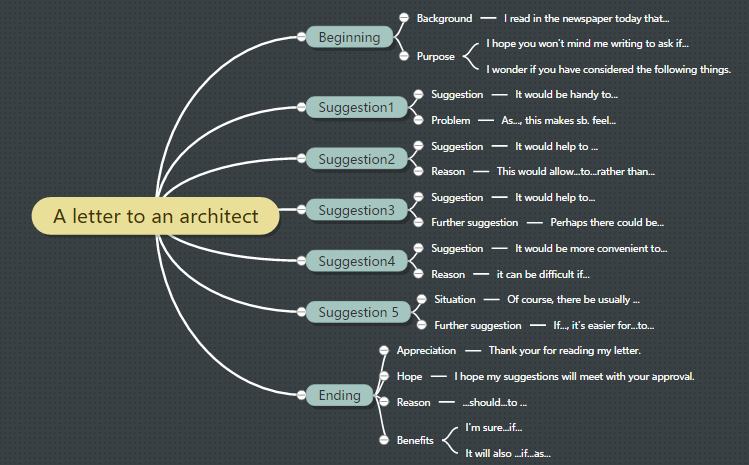 Beginning
Background
I read in the newspaper today that...
Purpose
I hope you won't mind me writing to ask if...
I wonder if you have considered the following things.
Suggestion1
Suggestion
It would be handy to...
Problem
As..., this makes sb. feel...
Suggestion2
Suggestion
It would help to ...
Reason
This would allow...to...rather than...
A letter to an architect
Suggestion3
Suggestion
It would help to...
Further suggestion
Perhaps there could be...
Suggestion4
Suggestion
It would be more convenient to...
Reason
it can be difficult if...
Suggestion 5
Situation
Of course, there be usually ...
Further suggestion
If..., it's easier for...to...
Ending
Appreciation
Thank your for reading my letter.
Hope
I hope my suggestions will meet with your approval.
Reason
...should...to ...
Benefits
I'm sure...if...
It will also ...if...as...